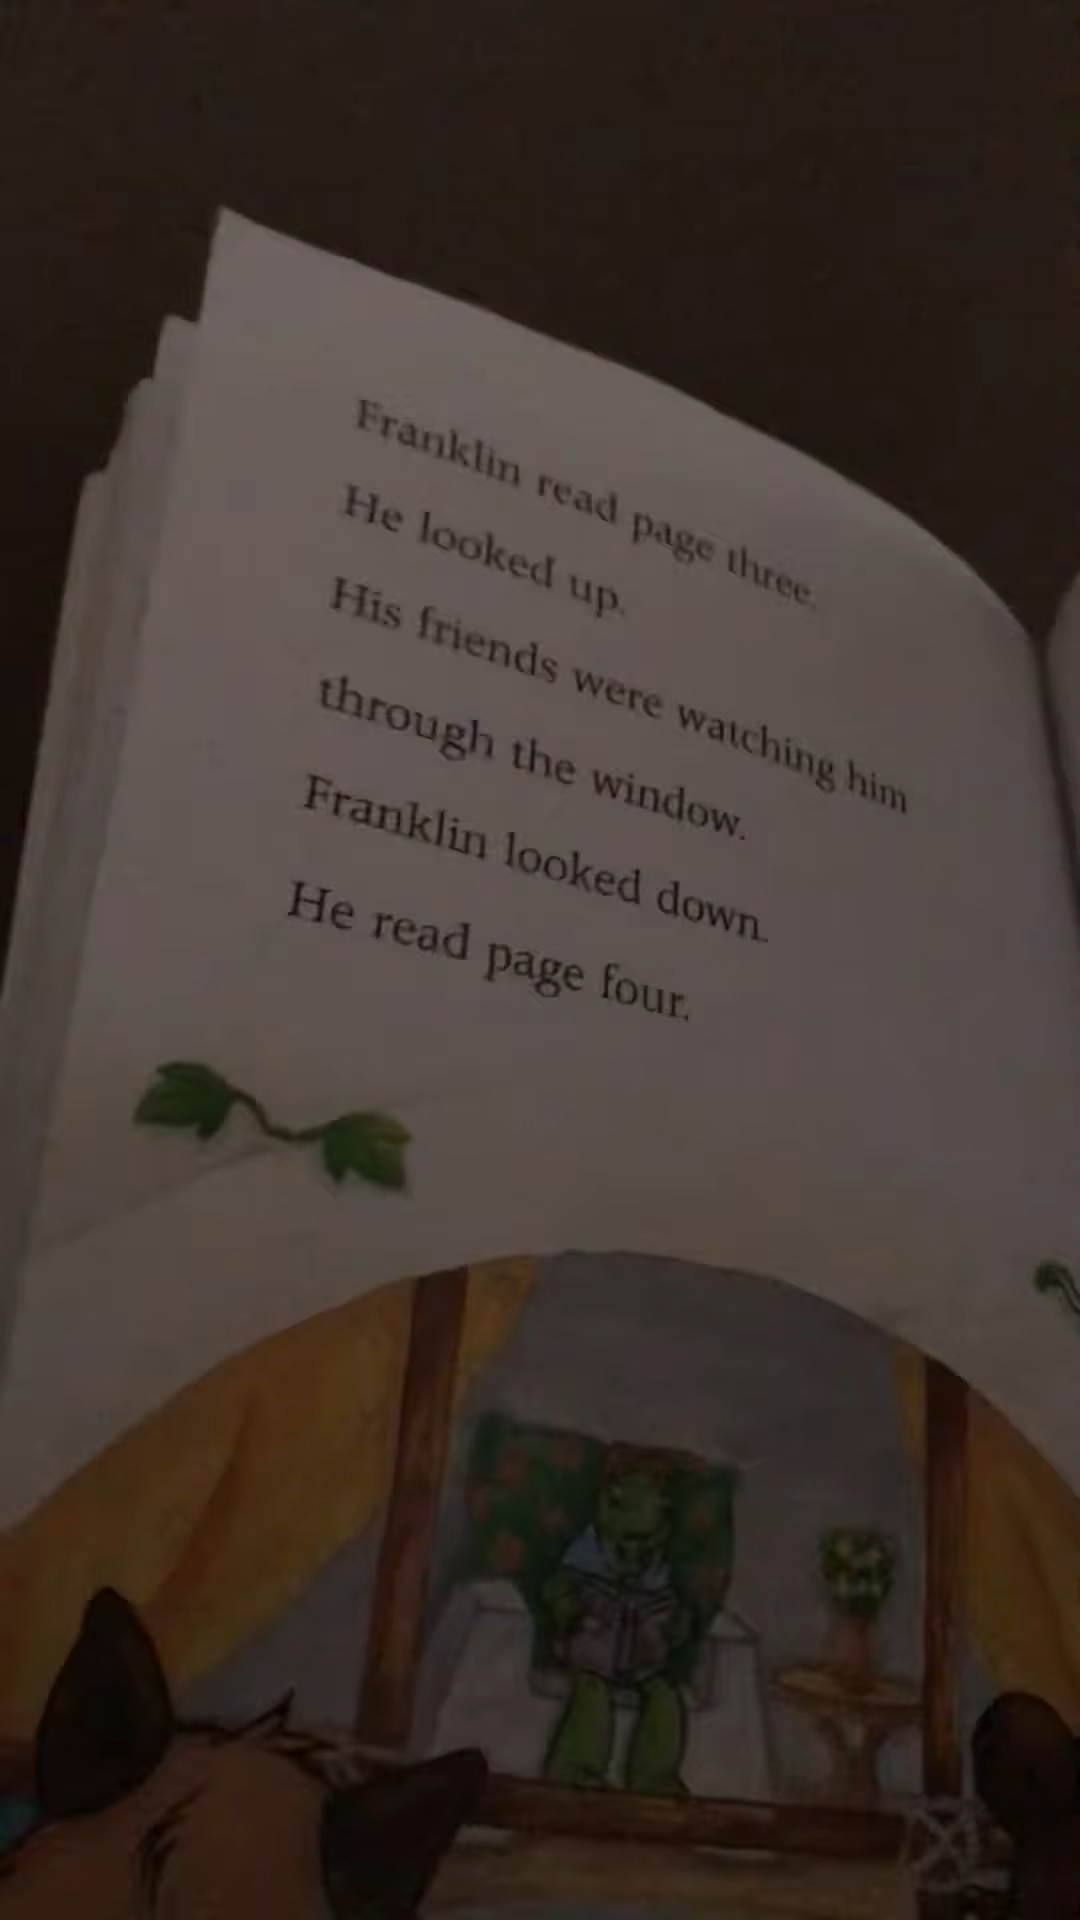 Franklin read page three.
He looked up.
His friends were watching him
through the window.
Franklin looked down.
He read page four.